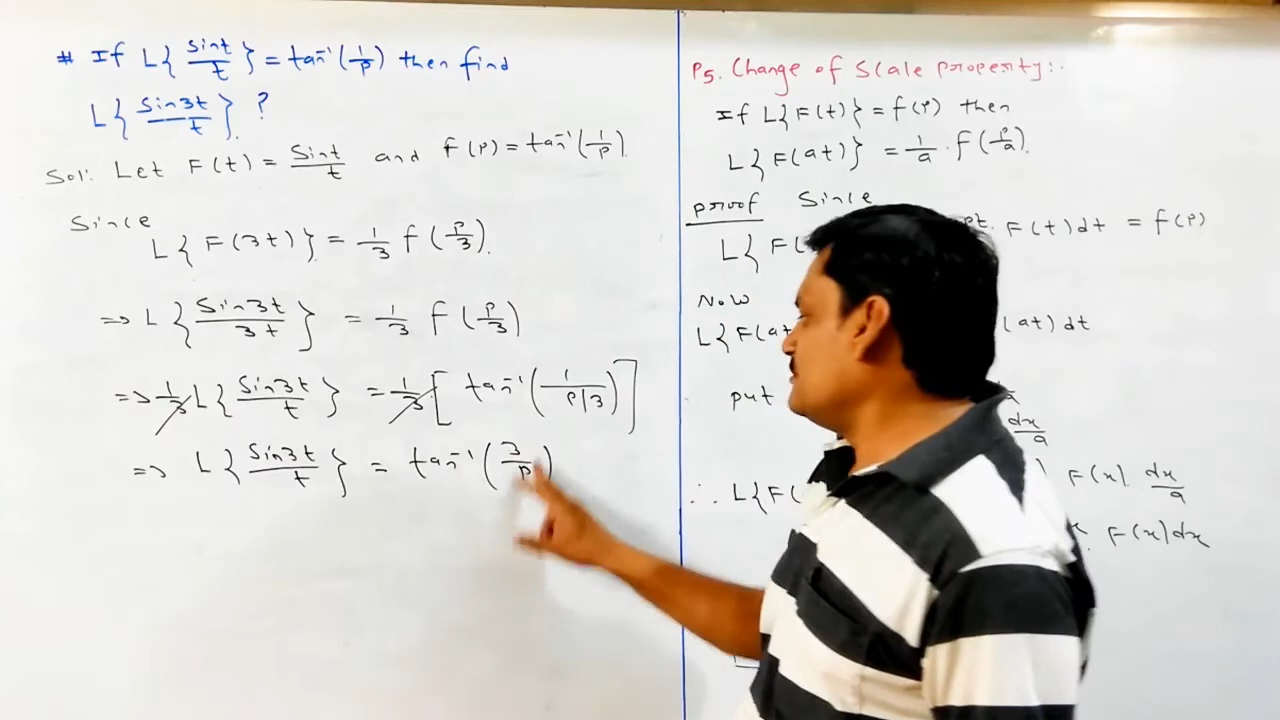 # If L{ sint/t } = tan⁻¹(1/p) then find
L{ sin3t/t } ?
Sol: Let F(t) = sint/t and f(p) = tan⁻¹(1/p).
Since
L{ F(3t) } = 1/3 f(p/3).
=> L{ sin3t/3t } = 1/3 f(p/3)
=> 1/3 L{ sin3t/t } = 1/3 [ tan⁻¹(1/p/3) ]
=> L{ sin3t/t } = tan⁻¹(3/p)
P5. Change of Scale property:.
If L{F(t)} = f(p) then
L{F(at)} = 1/a . f(p/a).
proof Since
L{F( pt. F(t)dt = f(p)
Now
L{F(at (at)dt
put
dx/a
∴ L{F( F(x). dx/a
F(x)dx